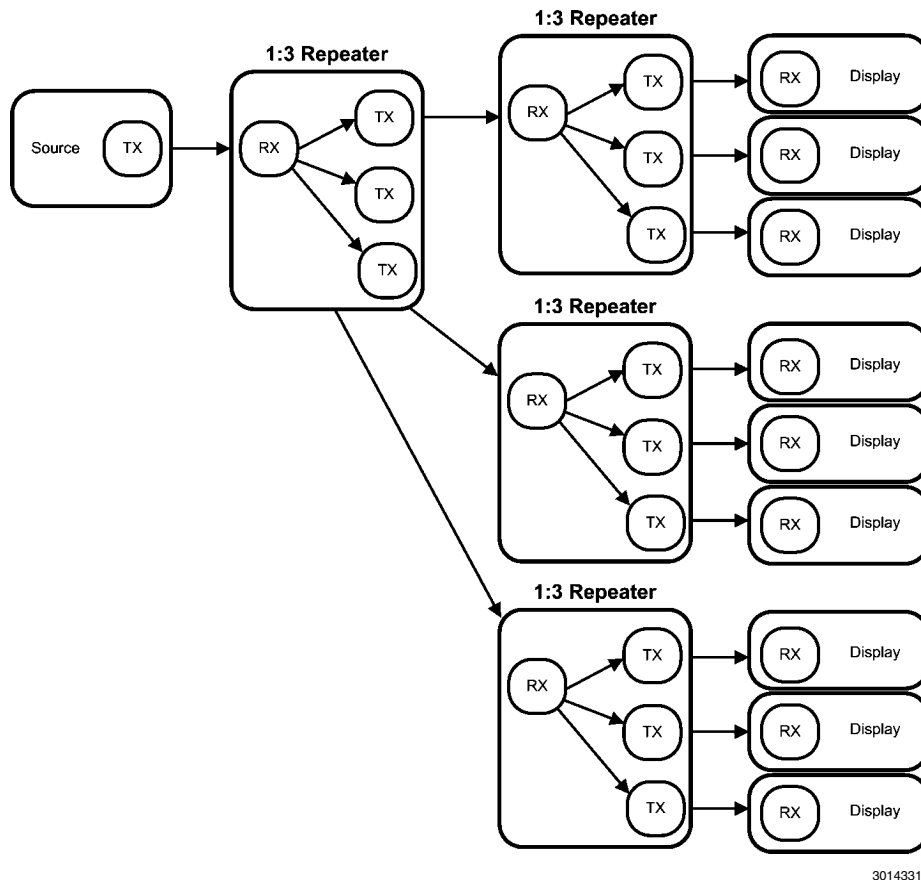 1:3 Repeater
Source
TX
RX
TX
TX
TX
1:3 Repeater
RX
TX
TX
TX
RX
Display
RX
Display
RX
Display
1:3 Repeater
RX
TX
TX
TX
RX
Display
RX
Display
RX
Display
1:3 Repeater
RX
TX
TX
TX
RX
Display
RX
Display
RX
Display
3014331